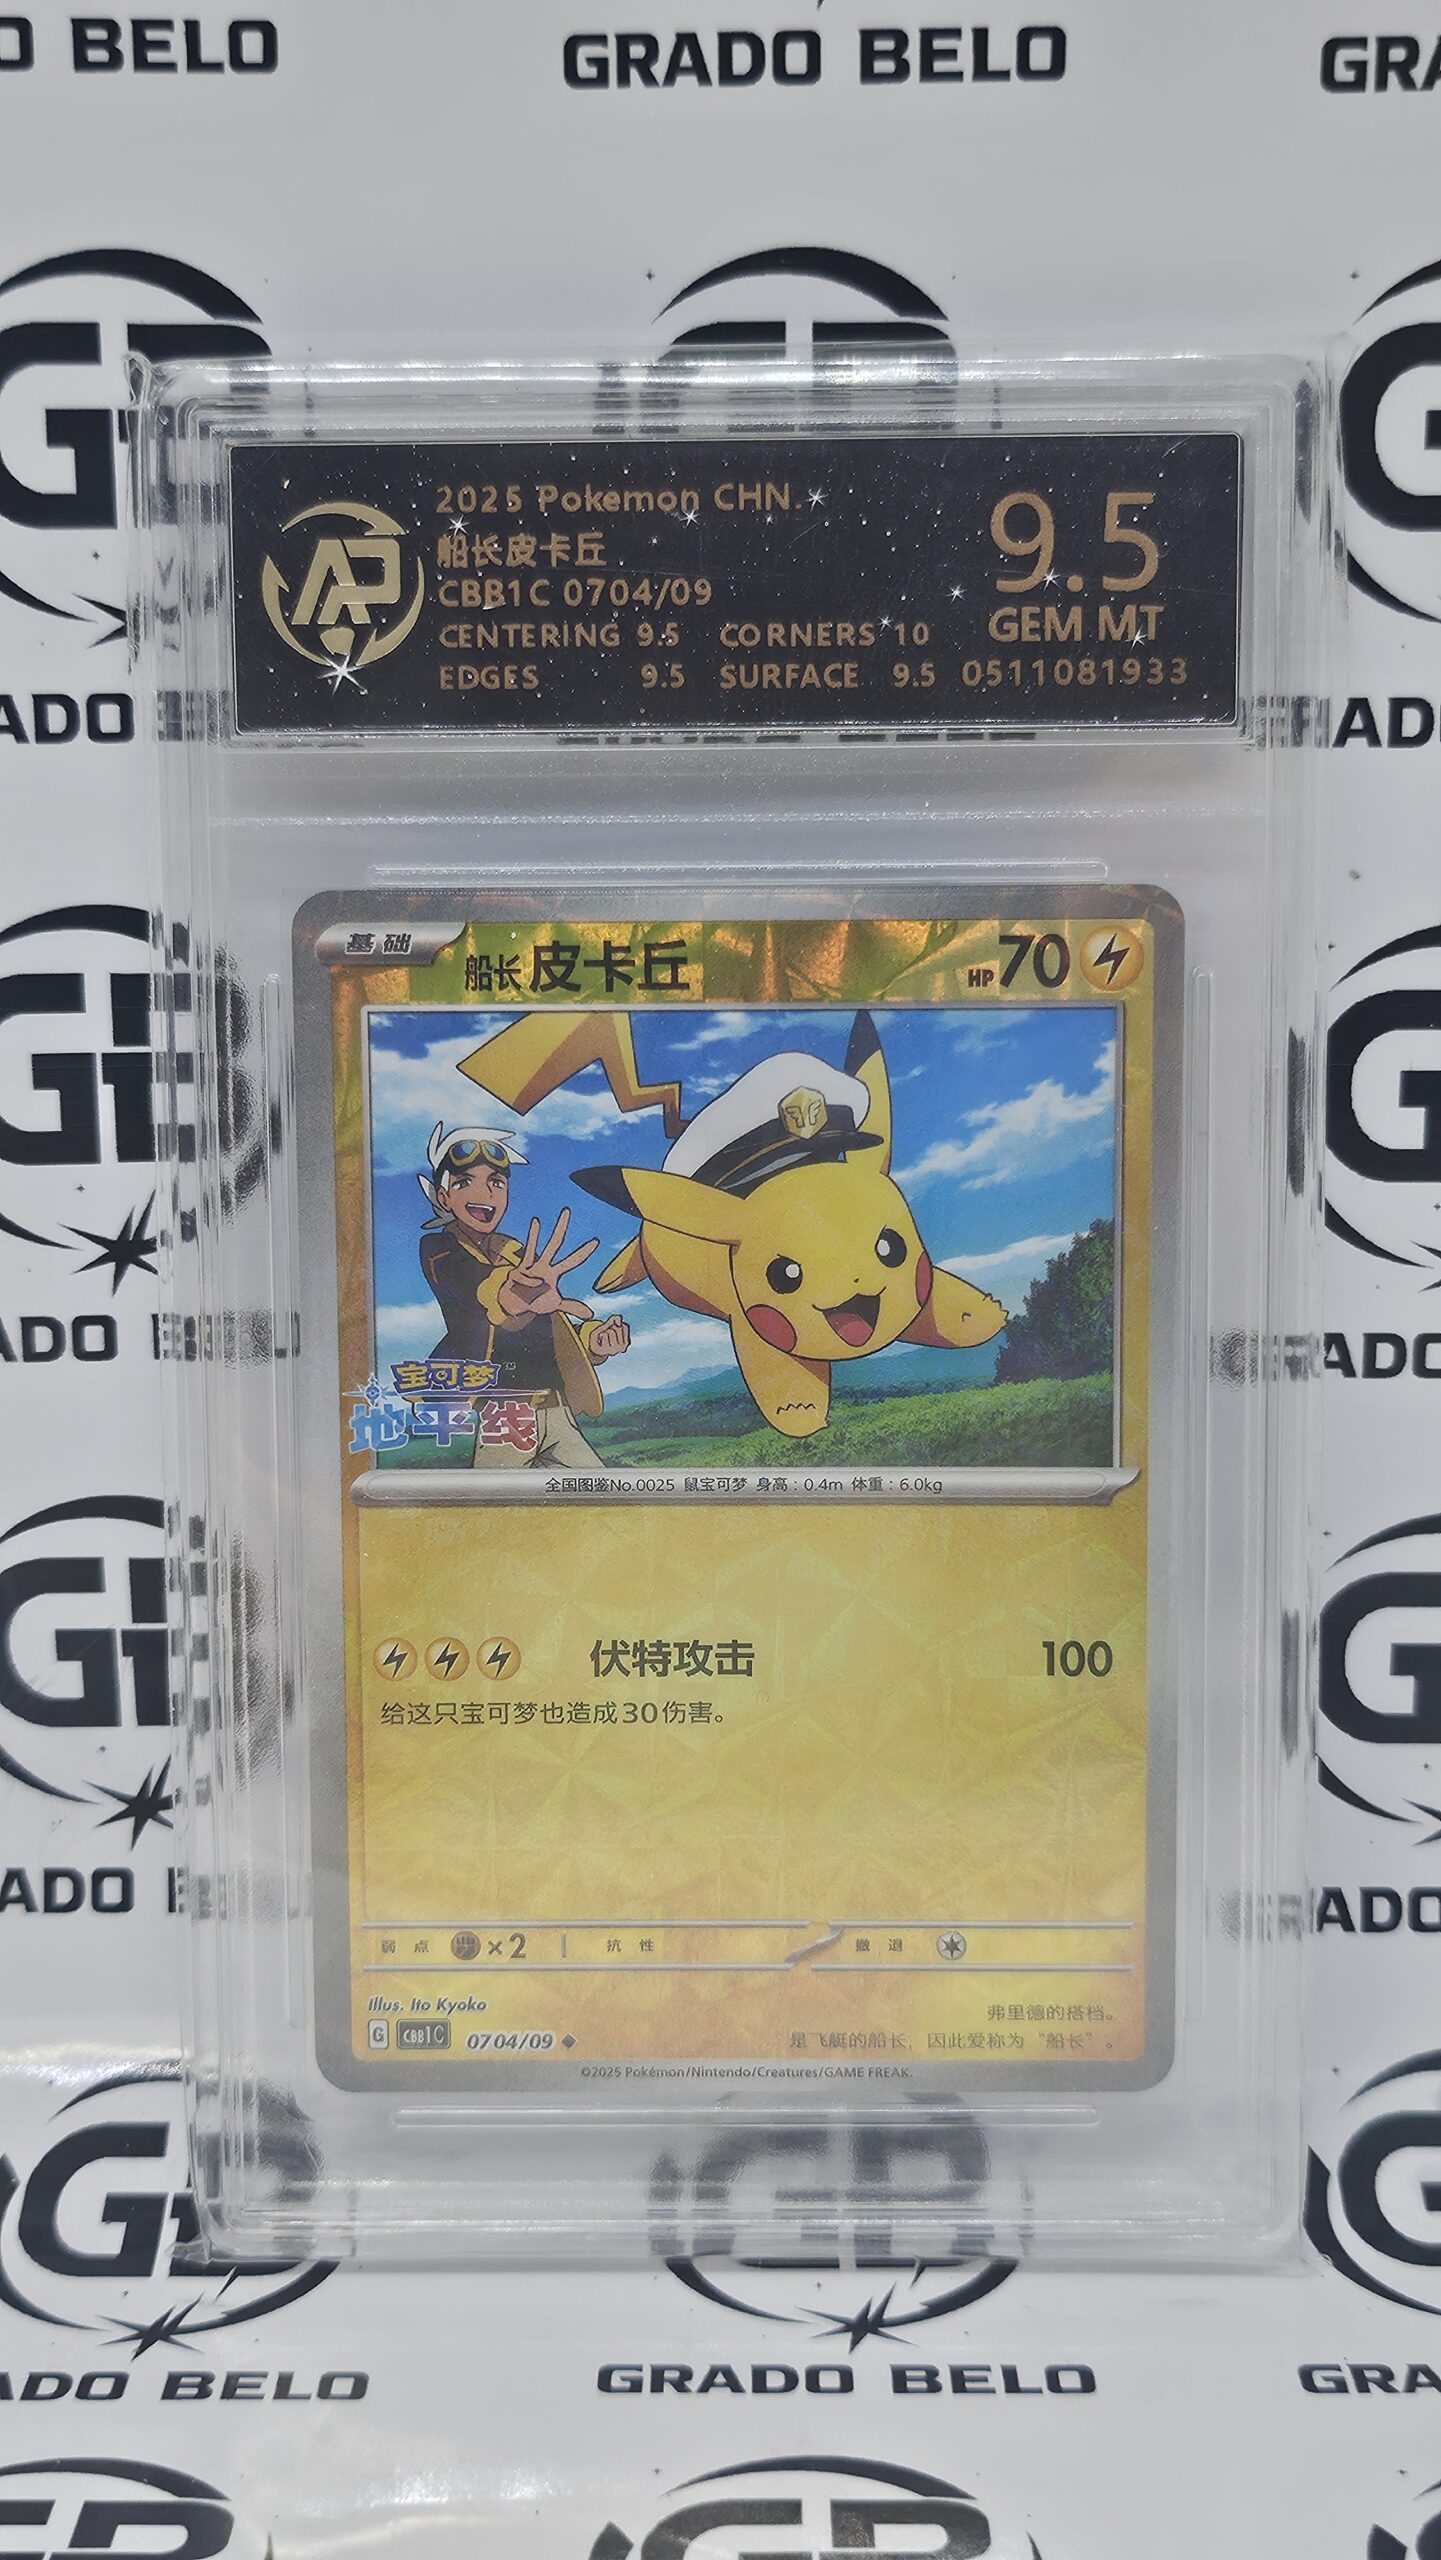 O BELO
GRADO BELO
GRA
2025 Pokemon CHN.
船长皮卡丘
CBB1C 0704/09
CENTERING 9.5 CORNERS 10
EDGES 9.5 SURFACE 9.5
9.5
GEM MT
0511081933
基础
船长皮卡丘
HP70
宝可梦
地平线
全国图鉴No.0025 鼠宝可梦 身高：0.4m 体重：6.0kg
伏特攻击 100
给这只宝可梦也造成30伤害。
弱点 ×2 抗性 撤退
Illus. Ito Kyoko
G CBB1C 0704/09
弗里德的搭档。
是飞艇的船长，因此爱称为“船长”。
©2025 Pokémon/Nintendo/Creatures/GAME FREAK.
ADO BELO
GRADO BELO
GRA